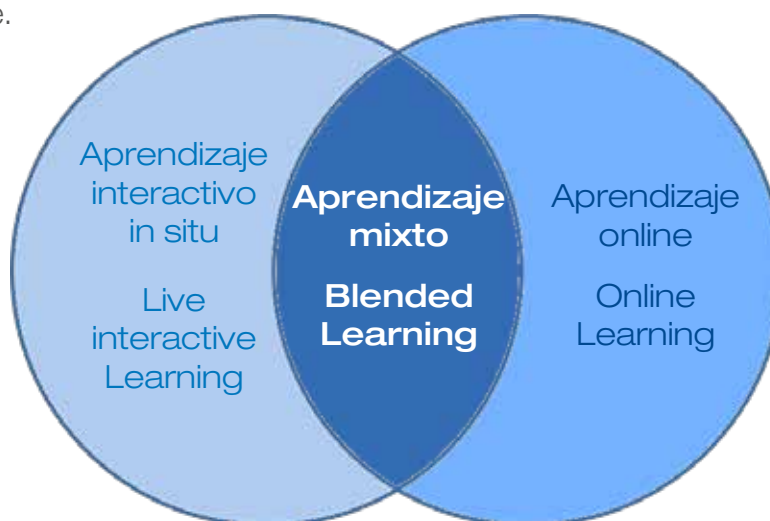 e.
Aprendizaje
interactivo
in situ
Live
interactive
Learning
Aprendizaje
mixto
Blended
Learning
Aprendizaje
online
Online
Learning